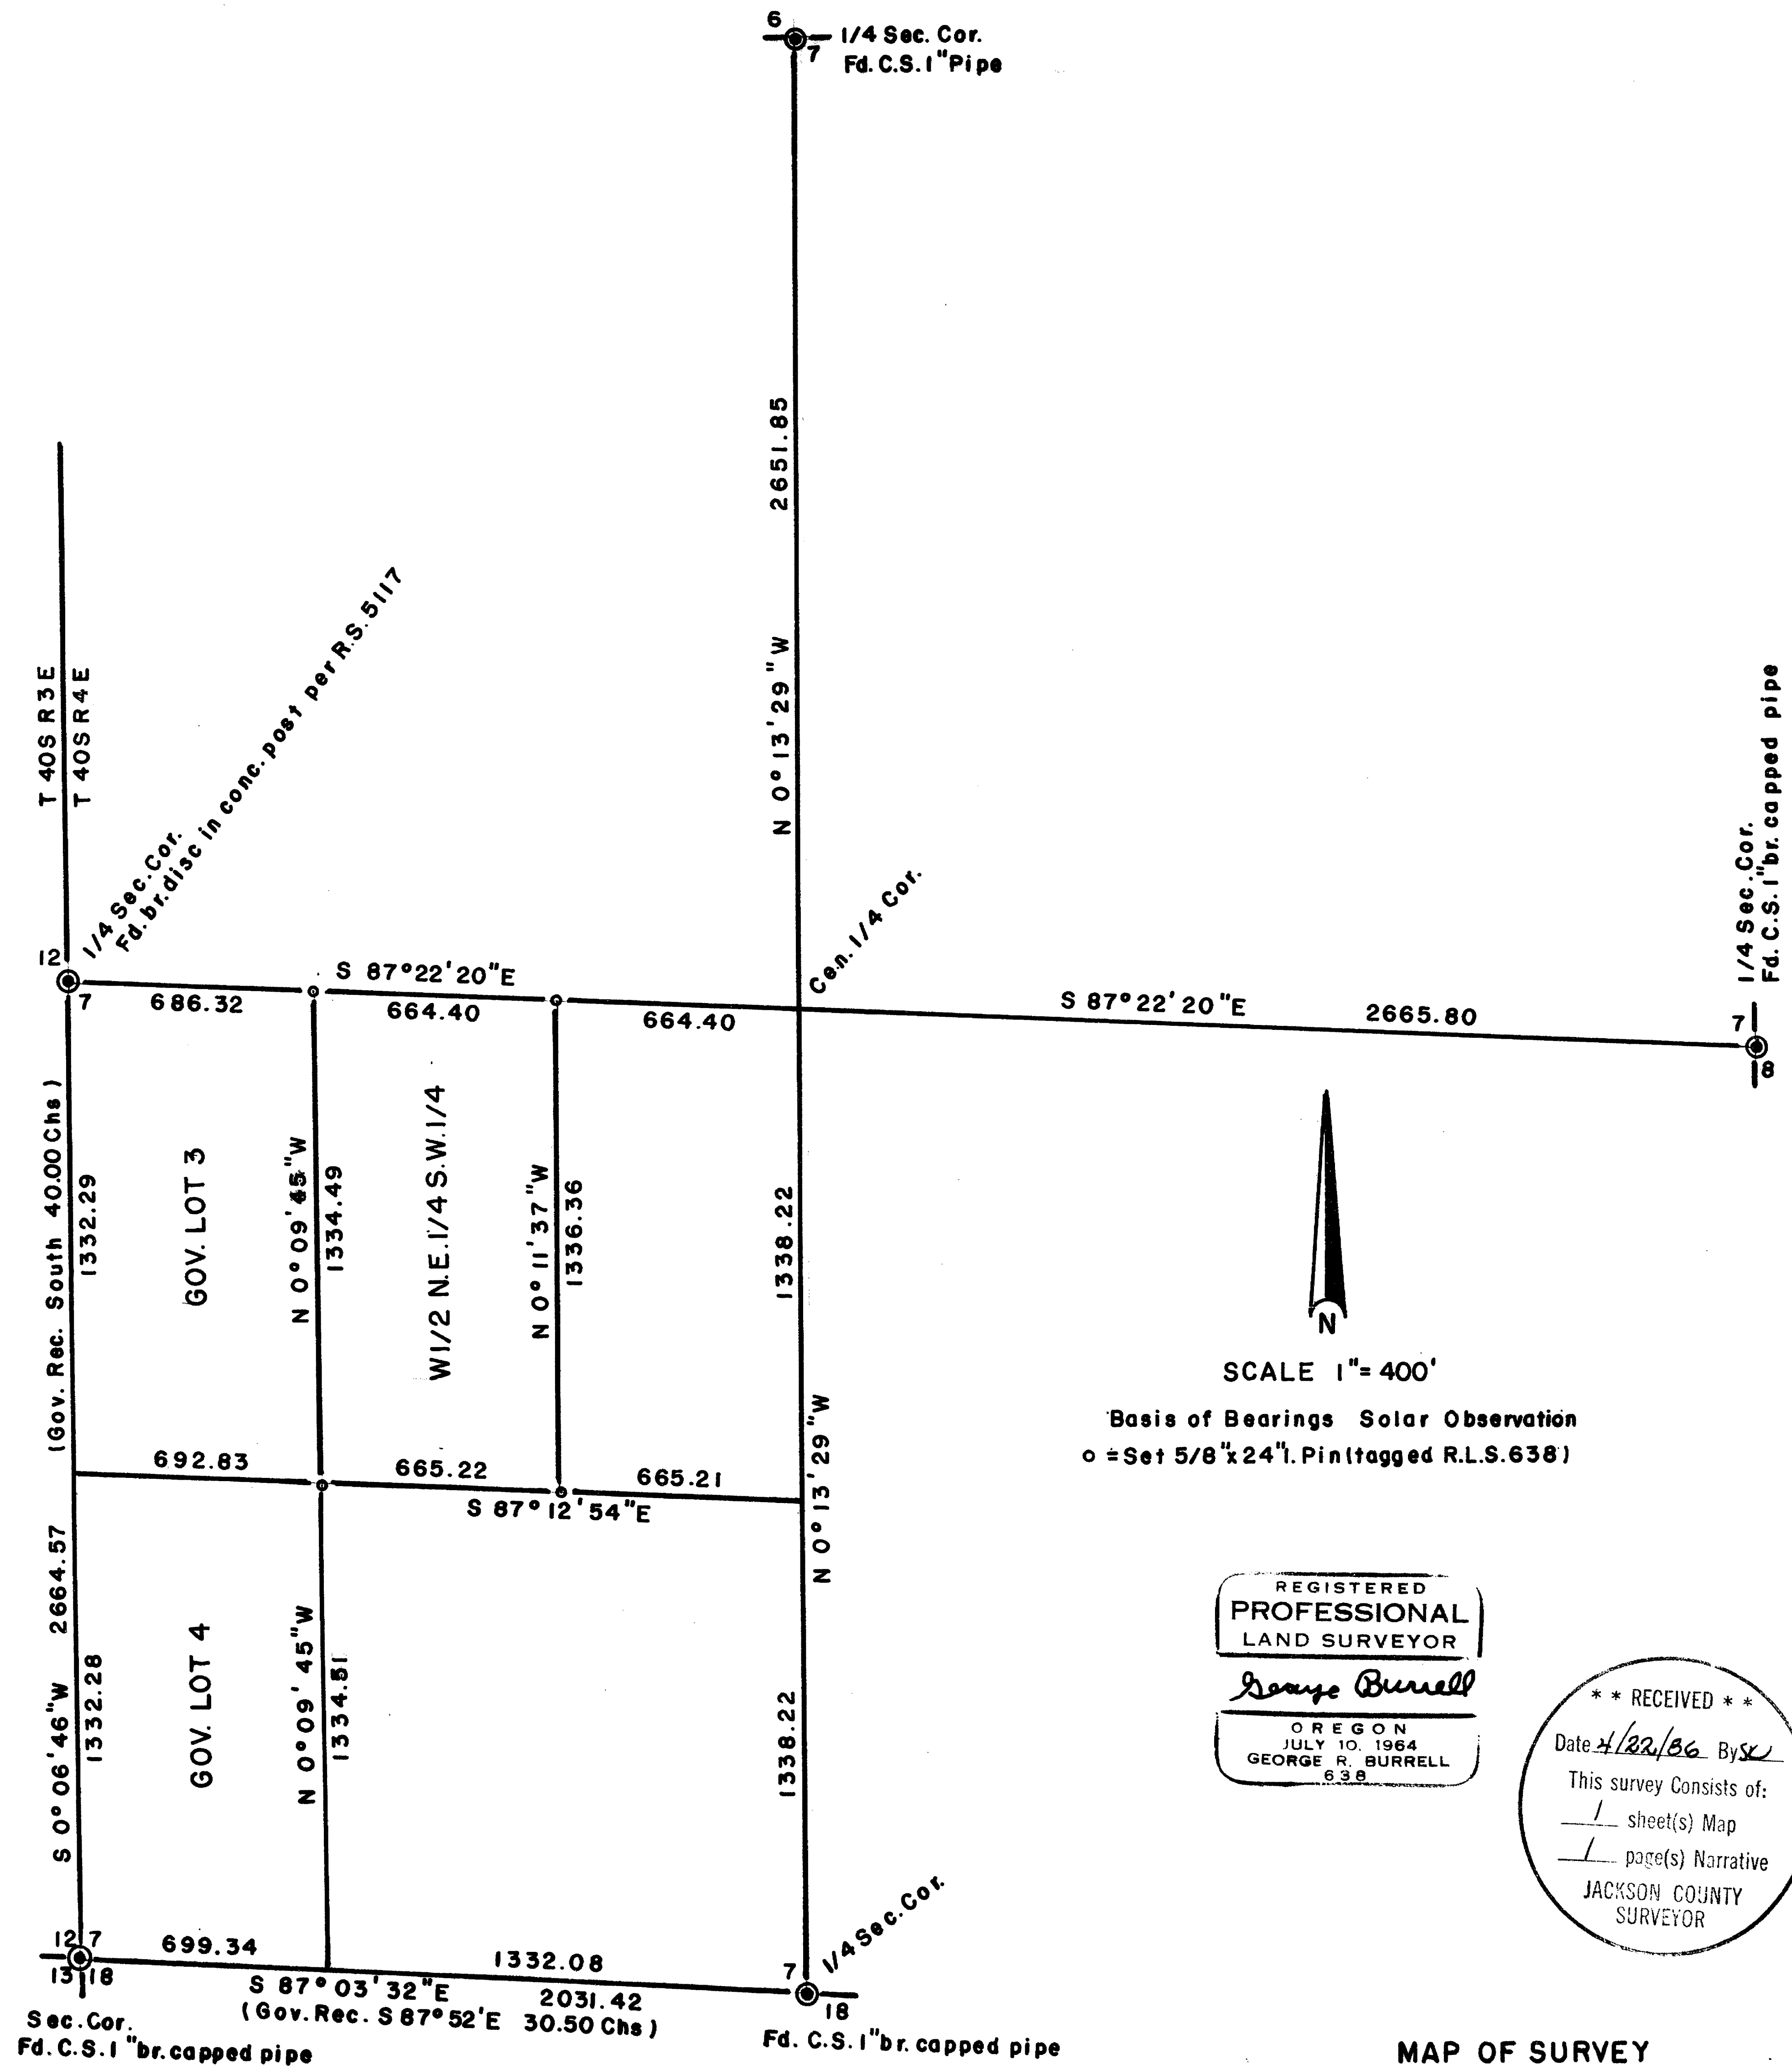 6
7
1/4 Sec. Cor.
Fd. C.S. 1" Pipe
2651.85
N 0° 13' 29" W
T 40S R 3 E
T 40S R 4 E
1/4 Sec. Cor.
Fd. br. disc in conc. post per R.S. 5117
12
7
S 87° 22' 20" E
686.32
664.40
664.40
Cen. 1/4 Cor.
S 87° 22' 20" E
2665.80
1/4 Sec. Cor.
Fd. C.S. 1" br. capped pipe
7
8
(Gov. Rec. South 40.00 Chs)
1332.29
GOV. LOT 3
N 0° 09' 45" W
1334.49
W1/2 N.E.1/4 S.W.1/4
N 0° 11' 37" W
1336.36
1338.22
N
SCALE 1" = 400'
Basis of Bearings Solar Observation
o = Set 5/8" x 24" I. Pin (tagged R.L.S. 638)
692.83
665.22
665.21
S 87° 12' 54" E
N 0° 13' 29" W
S 0° 06' 46" W 2664.57
1332.28
GOV. LOT 4
N 0° 09' 45" W
1334.51
1338.22
REGISTERED
PROFESSIONAL
LAND SURVEYOR
George Burrell
OREGON
JULY 10, 1964
GEORGE R. BURRELL
638
* * RECEIVED * *
Date 4/22/86 By SK
This survey Consists of:
1 sheet(s) Map
1 page(s) Narrative
JACKSON COUNTY
SURVEYOR
12 7
13 18
699.34
1332.08
S 87° 03' 32" E
2031.42
(Gov. Rec. S 87° 52' E 30.50 Chs)
Sec. Cor.
Fd. C.S. 1" br. capped pipe
7
18
1/4 Sec. Cor.
Fd. C.S. 1" br. capped pipe
MAP OF SURVEY